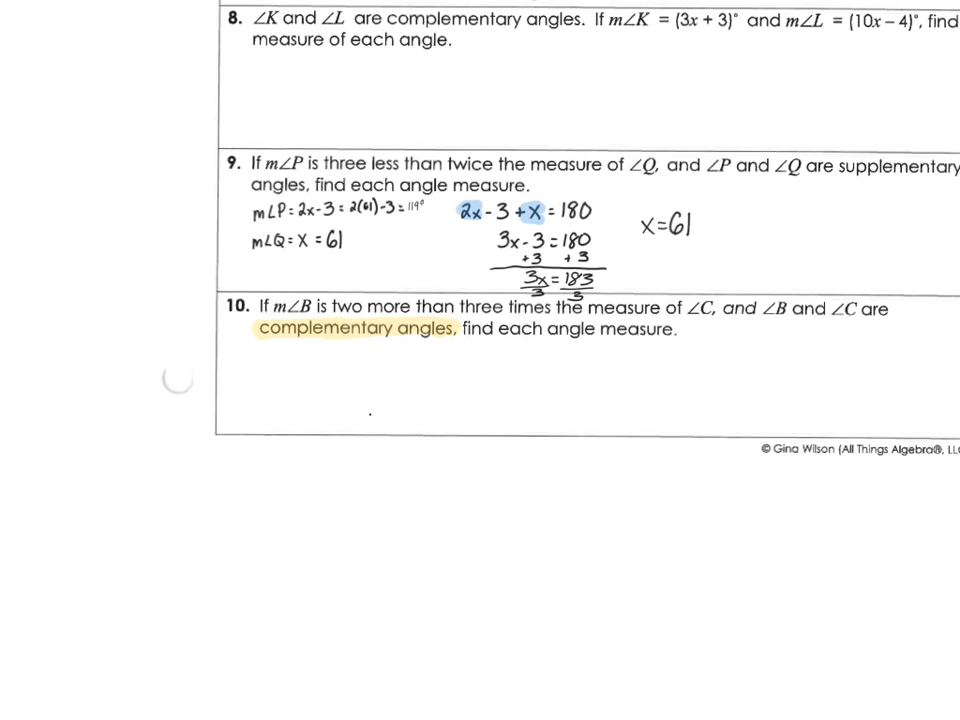 8. ∠K and ∠L are complementary angles. If m∠K = (3x + 3)° and m∠L = (10x – 4)°, find
measure of each angle.
9. If m∠P is three less than twice the measure of ∠Q, and ∠P and ∠Q are supplementary
angles, find each angle measure.
m∠P = 2x - 3 = 2(61) - 3 = 119°
m∠Q = x = 61
2x - 3 + x = 180
3x - 3 = 180
+3 +3
3x = 183
3 3
x = 61
10. If m∠B is two more than three times the measure of ∠C, and ∠B and ∠C are
complementary angles, find each angle measure.
© Gina Wilson (All Things Algebra®, LLC